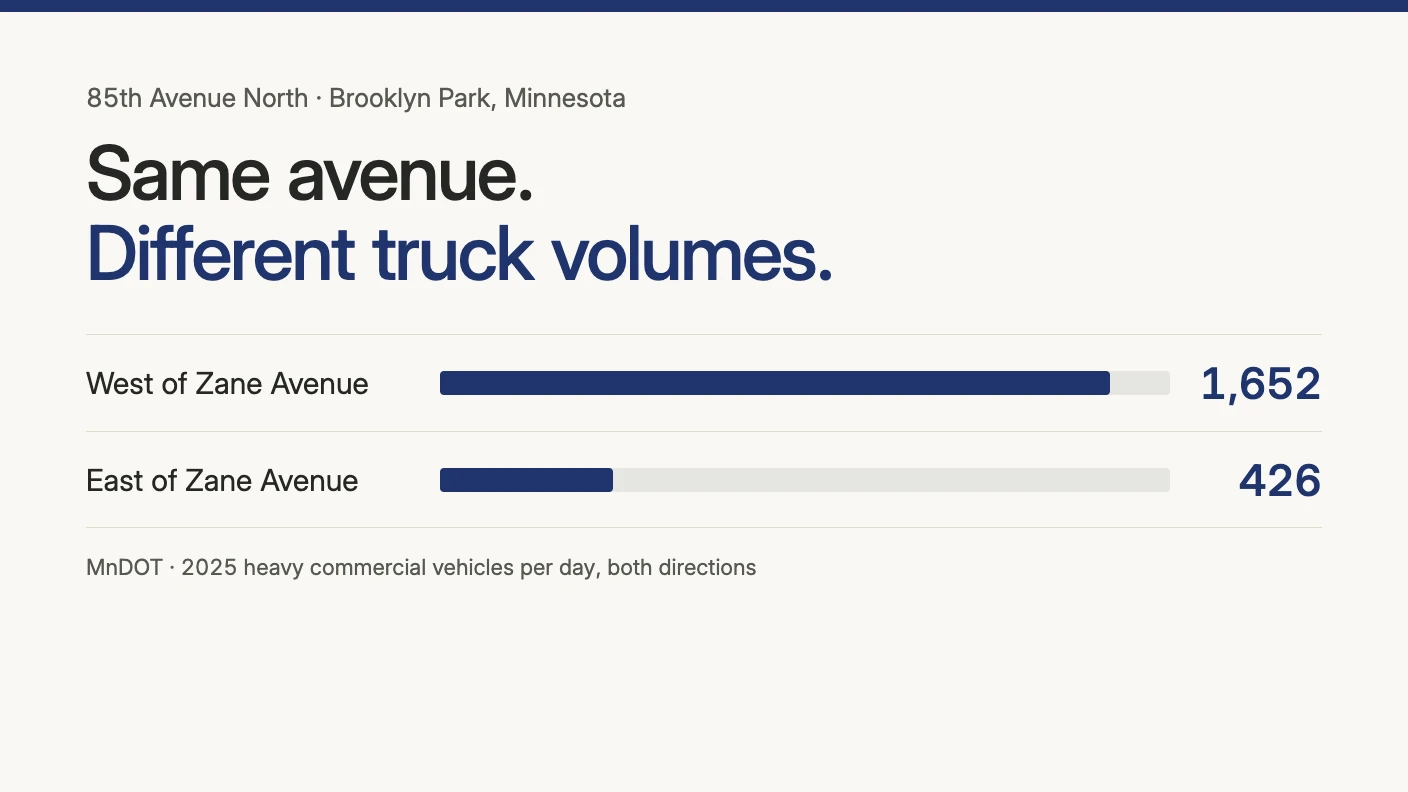 85th Avenue North · Brooklyn Park, Minnesota
Same avenue.
Different truck volumes.
West of Zane Avenue 1,652
East of Zane Avenue 426
MnDOT · 2025 heavy commercial vehicles per day, both directions